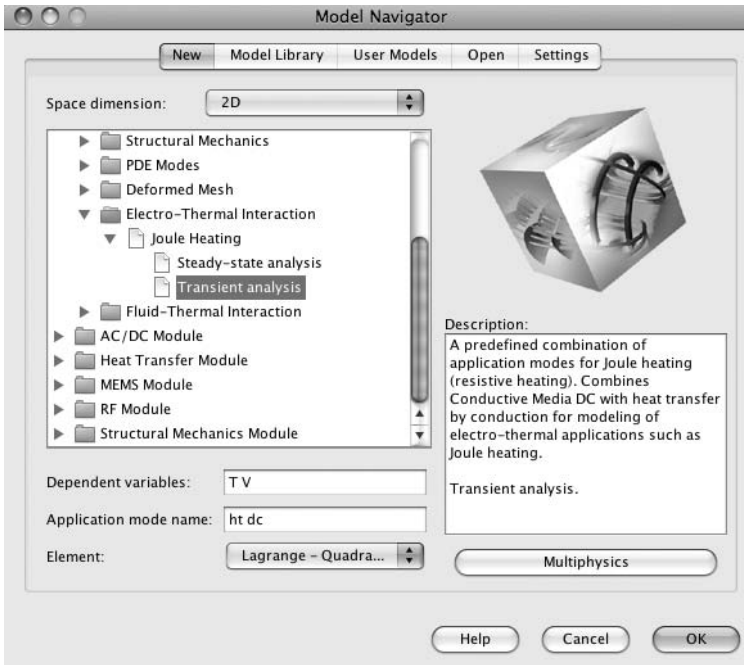 Model Navigator
New Model Library User Models Open Settings
Space dimension: 2D
Structural Mechanics
PDE Modes
Deformed Mesh
Electro-Thermal Interaction
Joule Heating
Steady-state analysis
Transient analysis
Fluid-Thermal Interaction
AC/DC Module
Heat Transfer Module
MEMS Module
RF Module
Structural Mechanics Module
Description:
A predefined combination of
application modes for Joule heating
(resistive heating). Combines
Conductive Media DC with heat transfer
by conduction for modeling of
electro-thermal applications such as
Joule heating.
Transient analysis.
Dependent variables: T V
Application mode name: ht dc
Element: Lagrange - Quadra...
Multiphysics
Help Cancel OK